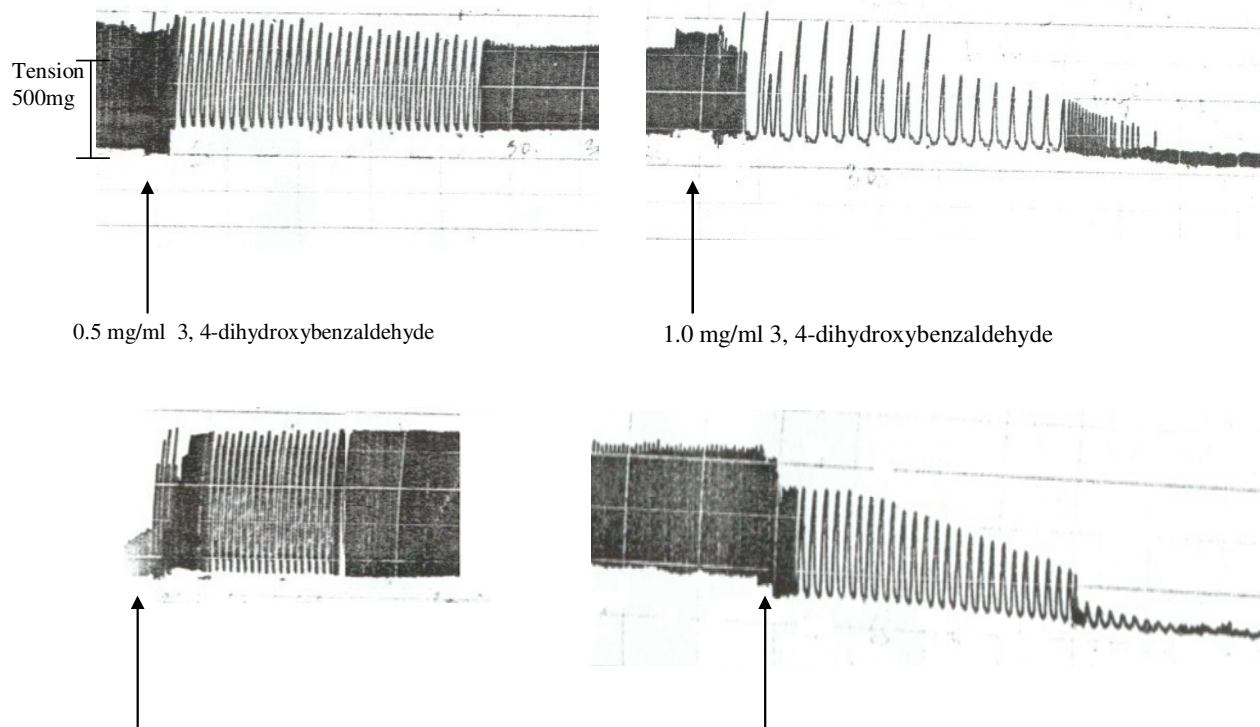 Tension
500mg
0.5 mg/ml 3, 4-dihydroxybenzaldehyde
1.0 mg/ml 3, 4-dihydroxybenzaldehyde